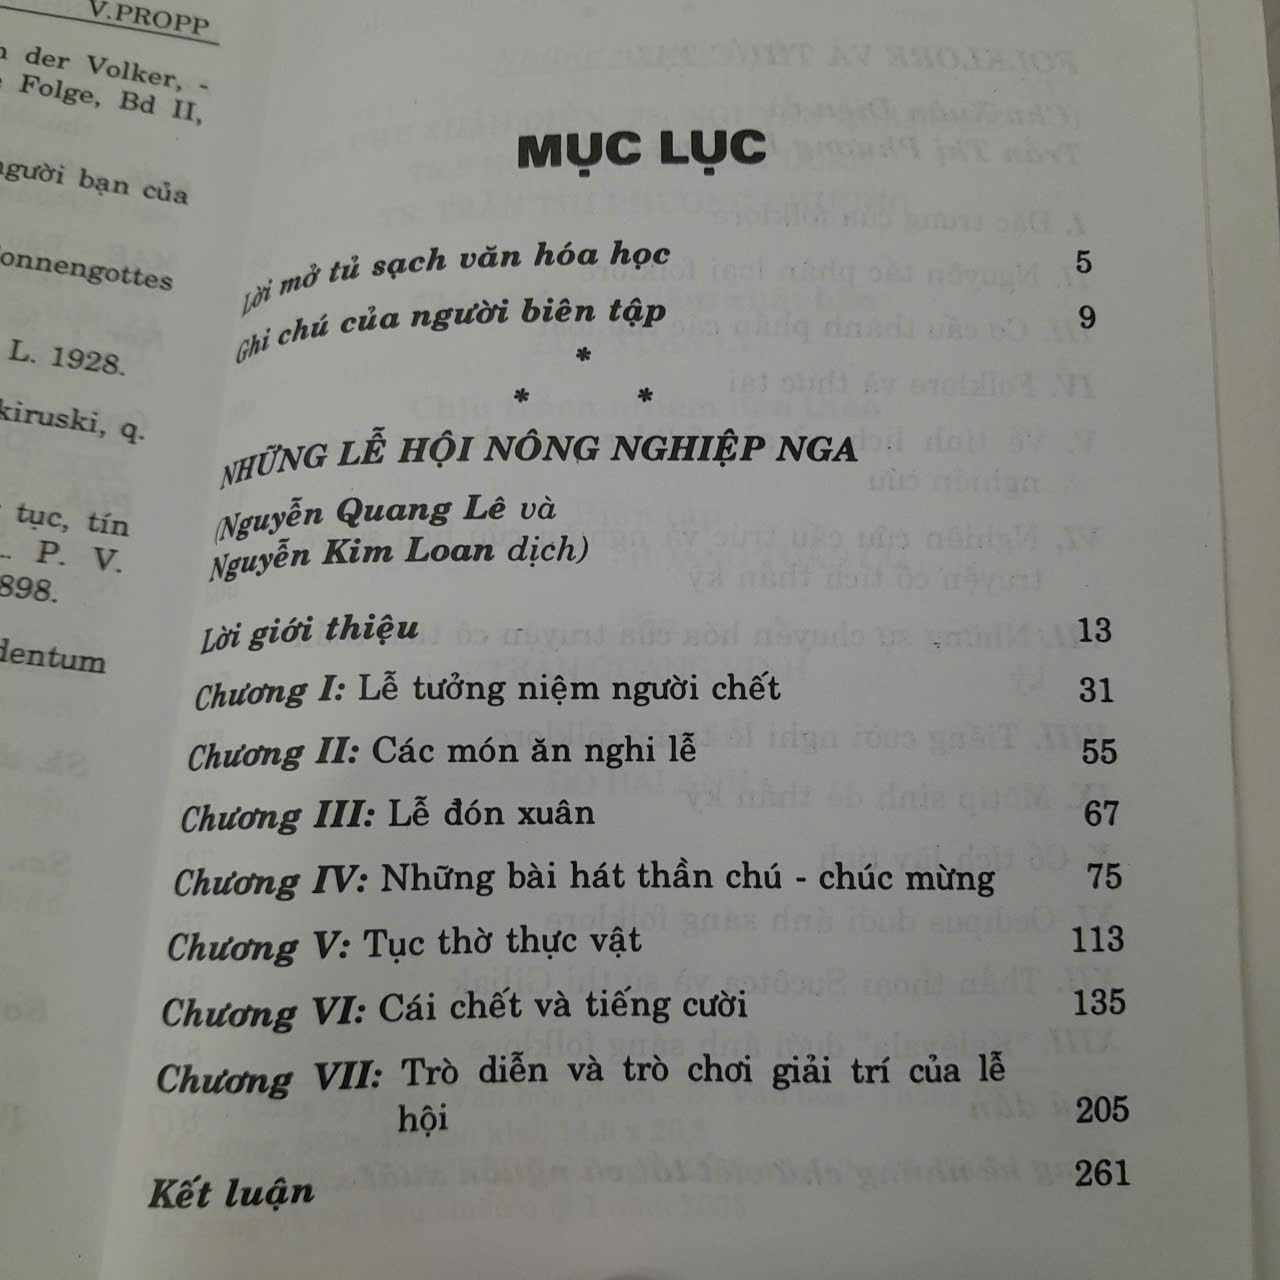 V.PROPP
der Volker, -
Folge, Bd II,
người bạn của
onnengottes
L. 1928.
kiruski, q.
tục, tín
P. V.
898.
dentum
MỤC LỤC
Lời mở tủ sạch văn hóa học 5
Ghi chú của người biên tập 9
*
* *
NHỮNG LỄ HỘI NÔNG NGHIỆP NGA
(Nguyễn Quang Lê và
Nguyễn Kim Loan dịch)
Lời giới thiệu 13
Chương I: Lễ tưởng niệm người chết 31
Chương II: Các món ăn nghi lễ 55
Chương III: Lễ đón xuân 67
Chương IV: Những bài hát thần chú - chúc mừng 75
Chương V: Tục thờ thực vật 113
Chương VI: Cái chết và tiếng cười 135
Chương VII: Trò diễn và trò chơi giải trí của lễ
hội 205
Kết luận 261